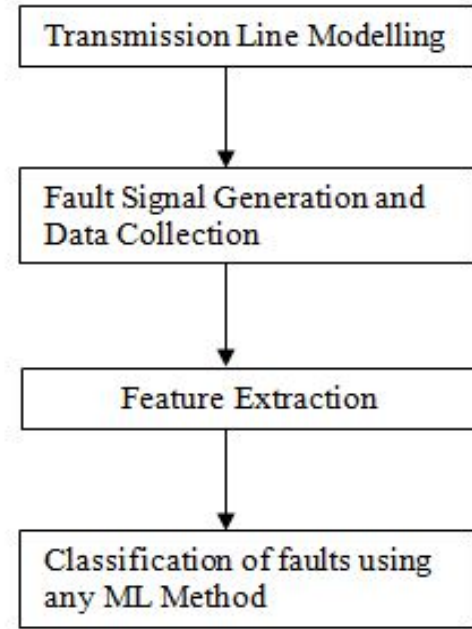 Transmission Line Modelling
Fault Signal Generation and
Data Collection
Feature Extraction
Classification of faults using
any ML Method